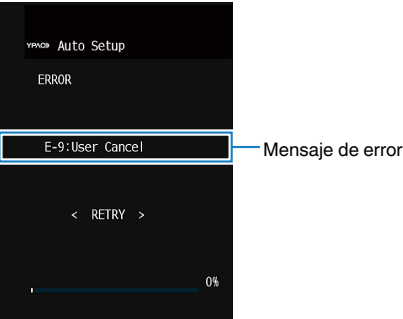 YPAO Auto Setup
ERROR
E-9:User Cancel
Mensaje de error
< RETRY >
0%